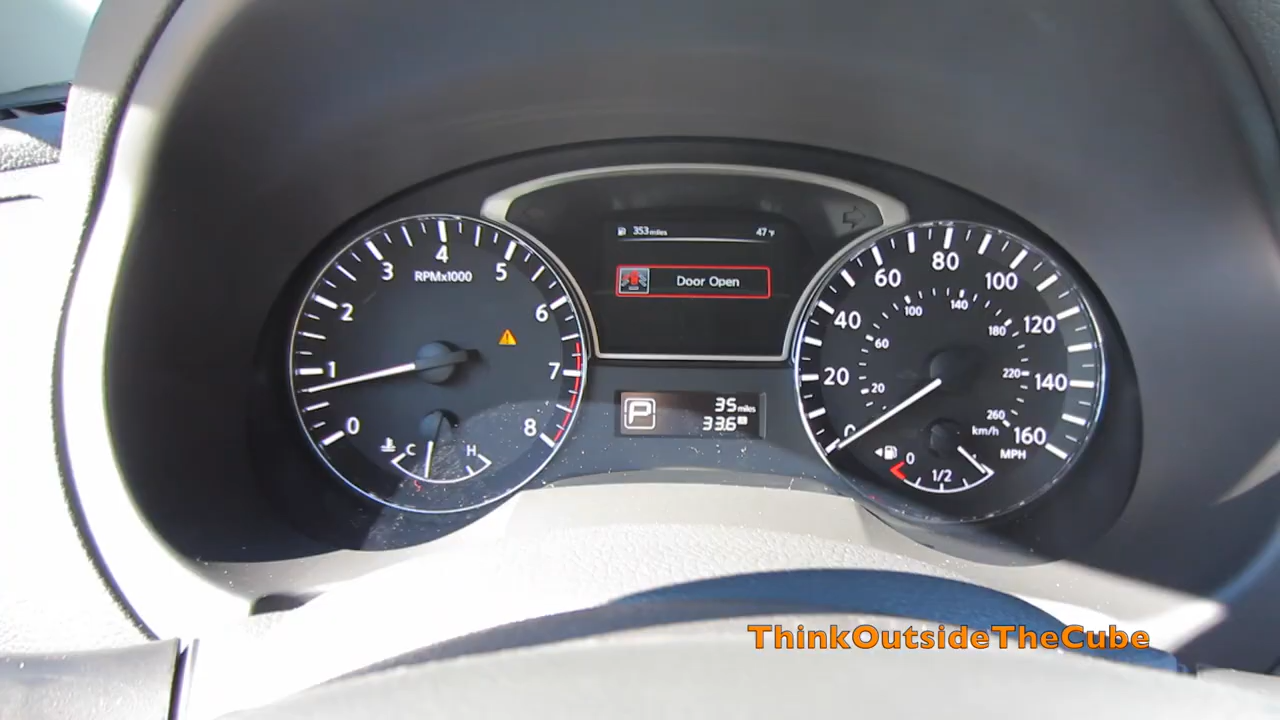 353 miles 47°F
Door Open
0 1 2 3 4 5 6 7 8
RPMx1000
C H
P 35 miles
33.6
0 20 40 60 80 100 120 140 160
20 60 100 140 180 220 260
km/h MPH
0 1/2
ThinkOutsideTheCube